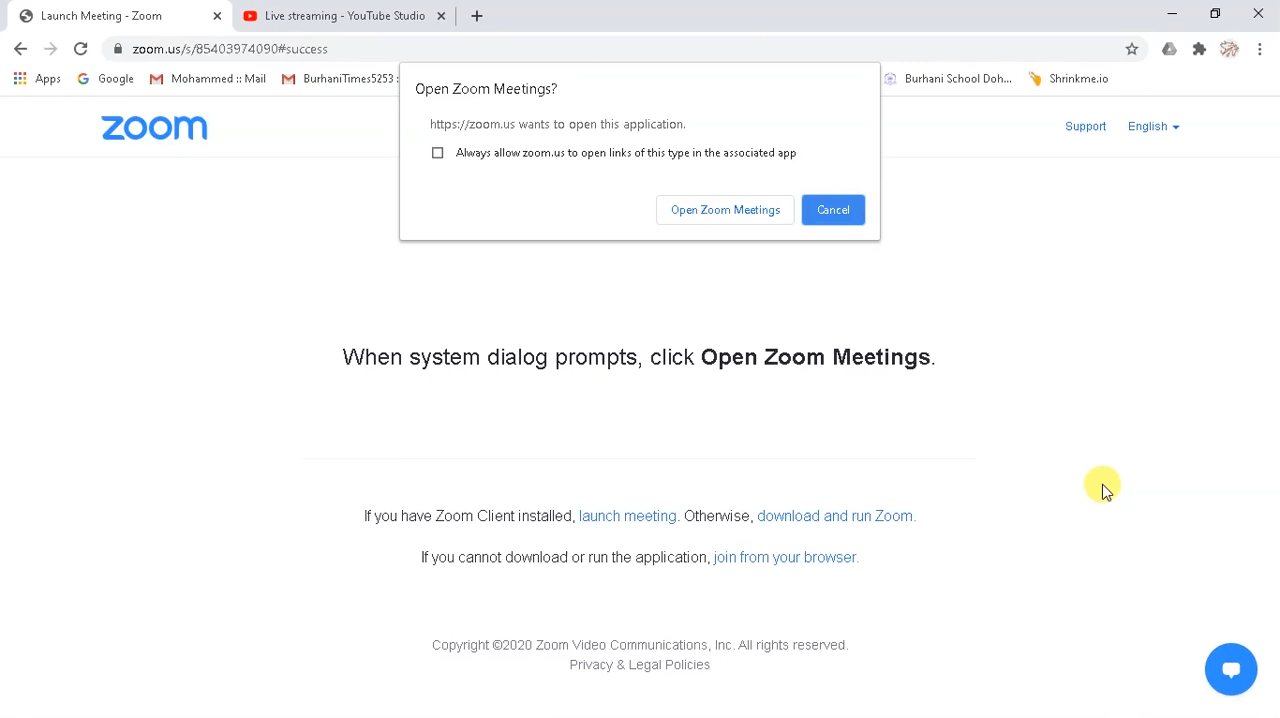 Launch Meeting - Zoom
Live streaming - YouTube Studio
zoom.us/s/85403974090#success
Apps
Google
Mohammed :: Mail
BurhaniTimes5253 :
Burhani School Doh...
Shrinkme.io
Open Zoom Meetings?
https://zoom.us wants to open this application.
Always allow zoom.us to open links of this type in the associated app
Open Zoom Meetings
Cancel
zoom
Support
English
When system dialog prompts, click Open Zoom Meetings.
If you have Zoom Client installed, launch meeting. Otherwise, download and run Zoom.
If you cannot download or run the application, join from your browser.
Copyright ©2020 Zoom Video Communications, Inc. All rights reserved.
Privacy & Legal Policies